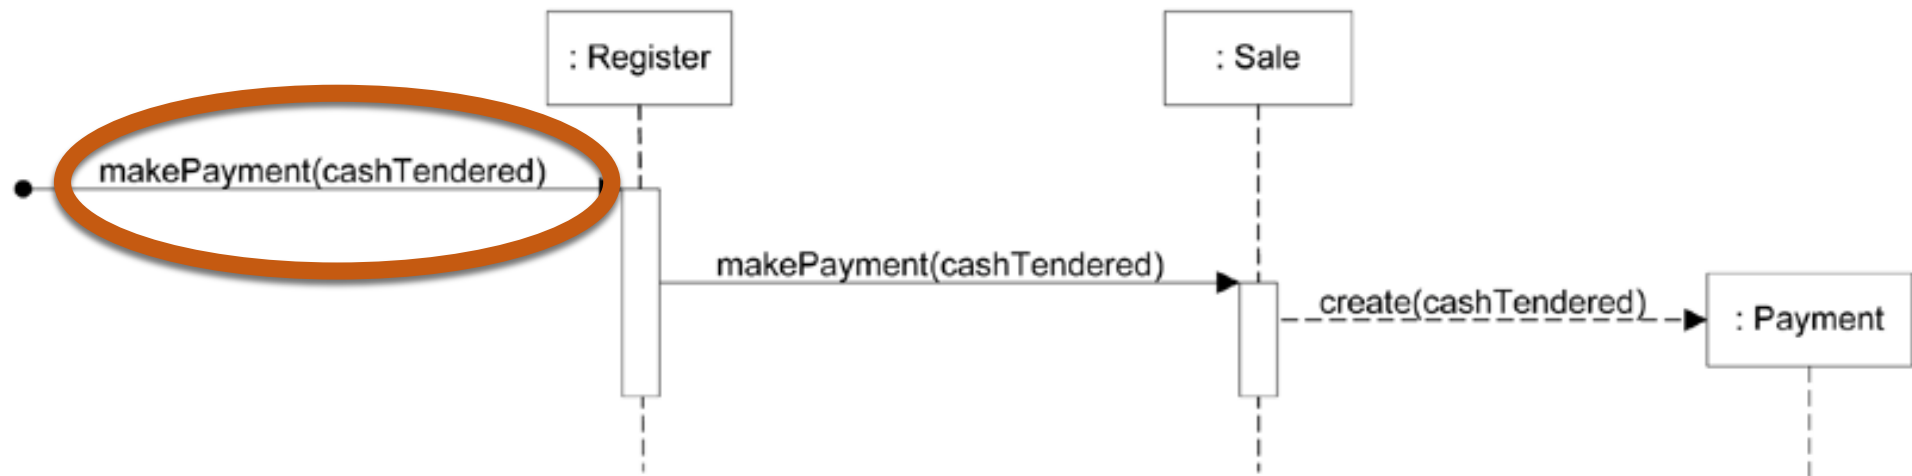 : Register
: Sale
makePayment(cashTendered)
makePayment(cashTendered)
create(cashTendered)
: Payment